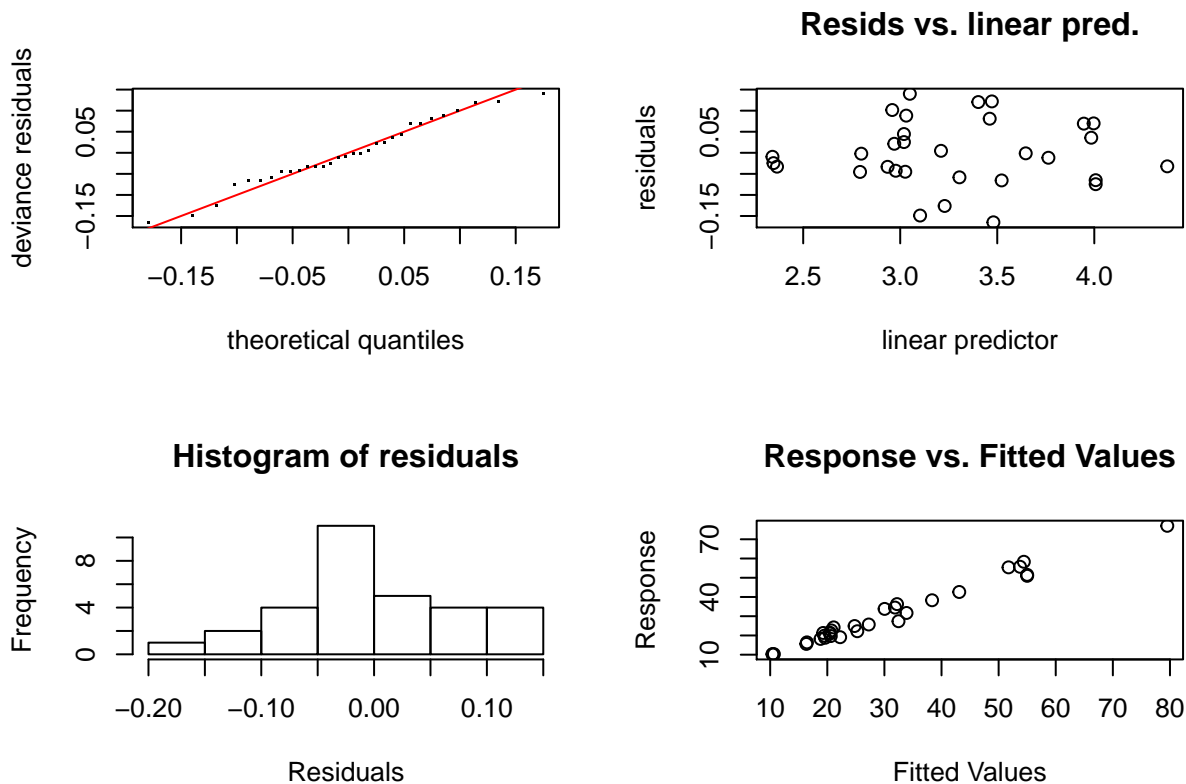 deviance residuals
−0.15
0.05
−0.15
−0.05
0.05
0.15
theoretical quantiles
Resids vs. linear pred.
residuals
−0.15
0.05
2.5
3.0
3.5
4.0
linear predictor
Histogram of residuals
Frequency
0
4
8
−0.20
−0.10
0.00
0.10
Residuals
Response vs. Fitted Values
Response
10
40
70
10
20
30
40
50
60
70
80
Fitted Values